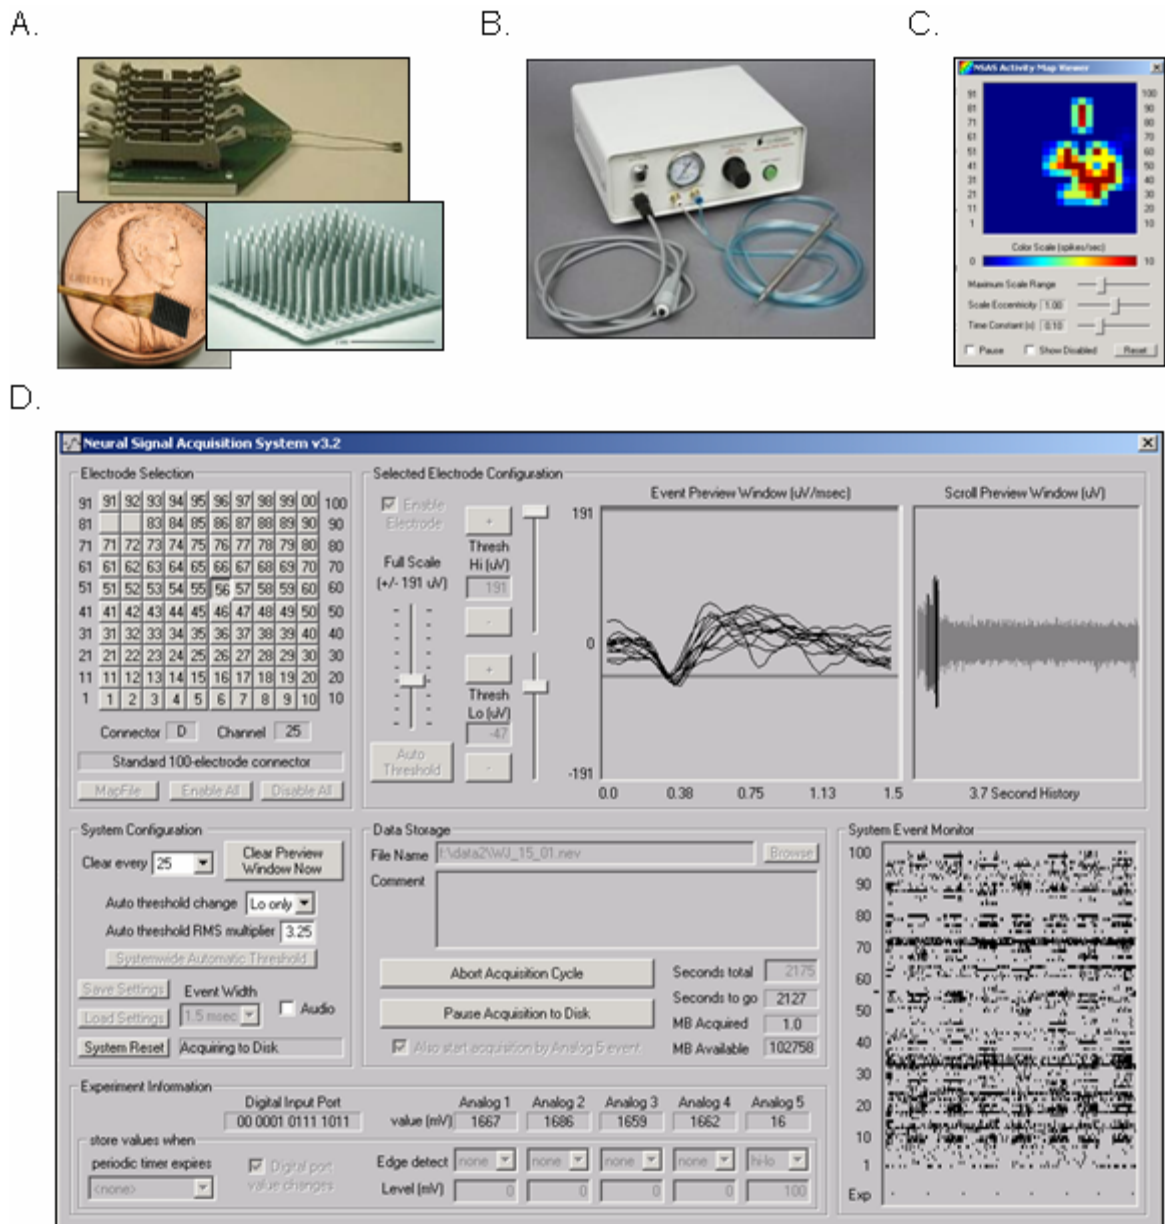 A.
B.
C.
NSAS Activity Map Viewer
91 100
81 90
71 80
61 70
51 60
41 50
31 40
21 30
11 20
1 10
Color Scale (spikes/sec)
0 10
Maximum Scale Range
Scale Eccentricity 1.00
Time Constant (s) 0.10
Pause Show Disabled Reset
LIBERTY
D.
Neural Signal Acquisition System v3.2
Electrode Selection
91 91 92 93 94 95 96 97 98 99 00 100
81 83 84 85 86 87 88 89 90 90
71 71 72 73 74 75 76 77 78 79 80 80
61 61 62 63 64 65 66 67 68 69 70 70
51 51 52 53 54 55 56 57 58 59 60 60
41 41 42 43 44 45 46 47 48 49 50 50
31 31 32 33 34 35 36 37 38 39 40 40
21 21 22 23 24 25 26 27 28 29 30 30
11 11 12 13 14 15 16 17 18 19 20 20
1 1 2 3 4 5 6 7 8 9 10 10
Connector D Channel 25
Standard 100-electrode connector
MapFile Enable All Disable All
Selected Electrode Configuration
Enable
Electrode
Full Scale
(+/- 191 uV)
Auto
Threshold
+
Thresh
Hi (uV)
191
-
+
Thresh
Lo (uV)
-47
-
Event Preview Window (uV/msec)
191
0
-191
0.0 0.38 0.75 1.13 1.5
Scroll Preview Window (uV)
3.7 Second History
System Configuration
Clear every 25
Clear Preview
Window Now
Auto threshold change Lo only
Auto threshold RMS multiplier 3.25
Systemwide Automatic Threshold
Save Settings
Event Width
Load Settings 1.5 msec Audio
System Reset Acquiring to Disk
Data Storage
File Name f:\data2\WJ_15_01.nev Browse
Comment
Abort Acquisition Cycle
Pause Acquisition to Disk
Also start acquisition by Analog 5 event
Seconds total 2175
Seconds to go 2127
MB Acquired 1.0
MB Available 102758
System Event Monitor
100
90
80
70
60
50
40
30
20
10
1
Exp
Experiment Information
Digital Input Port
00 0001 0111 1011
store values when
periodic timer expires
<none>
Digital port
value changes
Analog 1 Analog 2 Analog 3 Analog 4 Analog 5
value (mV) 1667 1686 1659 1662 16
Edge detect none none none none hi-lo
Level (mV) 0 0 0 0 100